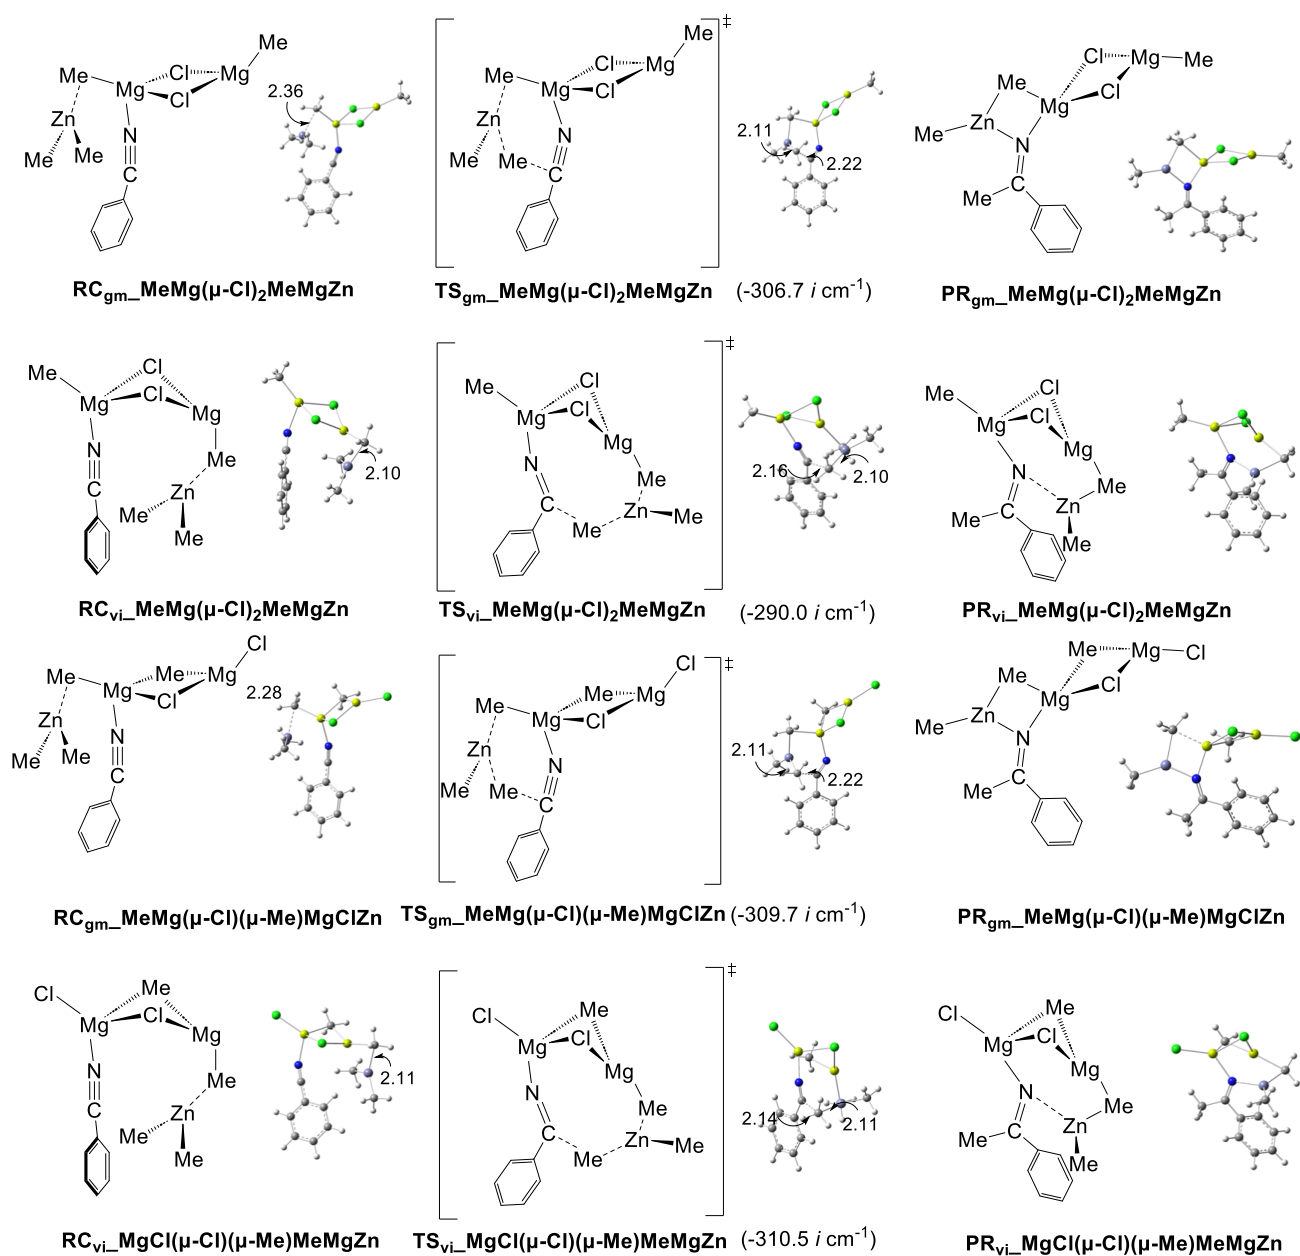 Me Mg Cl Cl Mg Me
Zn Me Me N C
2.36
Me Mg Cl Cl Mg Me ‡
Zn Me Me N C
2.11
2.22
Me Zn Me Mg Cl Cl Mg Me
N C Me
RCgm_MeMg(μ-Cl)2MeMgZn
TSgm_MeMg(μ-Cl)2MeMgZn (-306.7 i cm-1)
PRgm_MeMg(μ-Cl)2MeMgZn
Me Mg Cl Cl Mg Me
N C Zn Me Me
2.10
Me Mg Cl Cl Mg Me ‡
N C Me Zn Me
2.16
2.10
Me Mg Cl Cl Mg Me
N C Me Zn Me
RCvi_MeMg(μ-Cl)2MeMgZn
TSvi_MeMg(μ-Cl)2MeMgZn (-290.0 i cm-1)
PRvi_MeMg(μ-Cl)2MeMgZn
Me Mg Me Cl Mg Cl
Zn Me Me N C
2.28
Me Mg Me Cl Mg Cl ‡
Zn Me Me N C
2.11
2.22
Me Zn Me Mg Me Cl Mg Cl
N C Me
RCgm_MeMg(μ-Cl)(μ-Me)MgClZn
TSgm_MeMg(μ-Cl)(μ-Me)MgClZn (-309.7 i cm-1)
PRgm_MeMg(μ-Cl)(μ-Me)MgClZn
Cl Mg Me Cl Mg Me
N C Zn Me Me
2.11
Cl Mg Me Cl Mg Me ‡
N C Me Zn Me
2.14
2.11
Cl Mg Me Cl Mg Me
N C Me Zn Me
RCvi_MgCl(μ-Cl)(μ-Me)MeMgZn
TSvi_MgCl(μ-Cl)(μ-Me)MeMgZn (-310.5 i cm-1)
PRvi_MgCl(μ-Cl)(μ-Me)MeMgZn